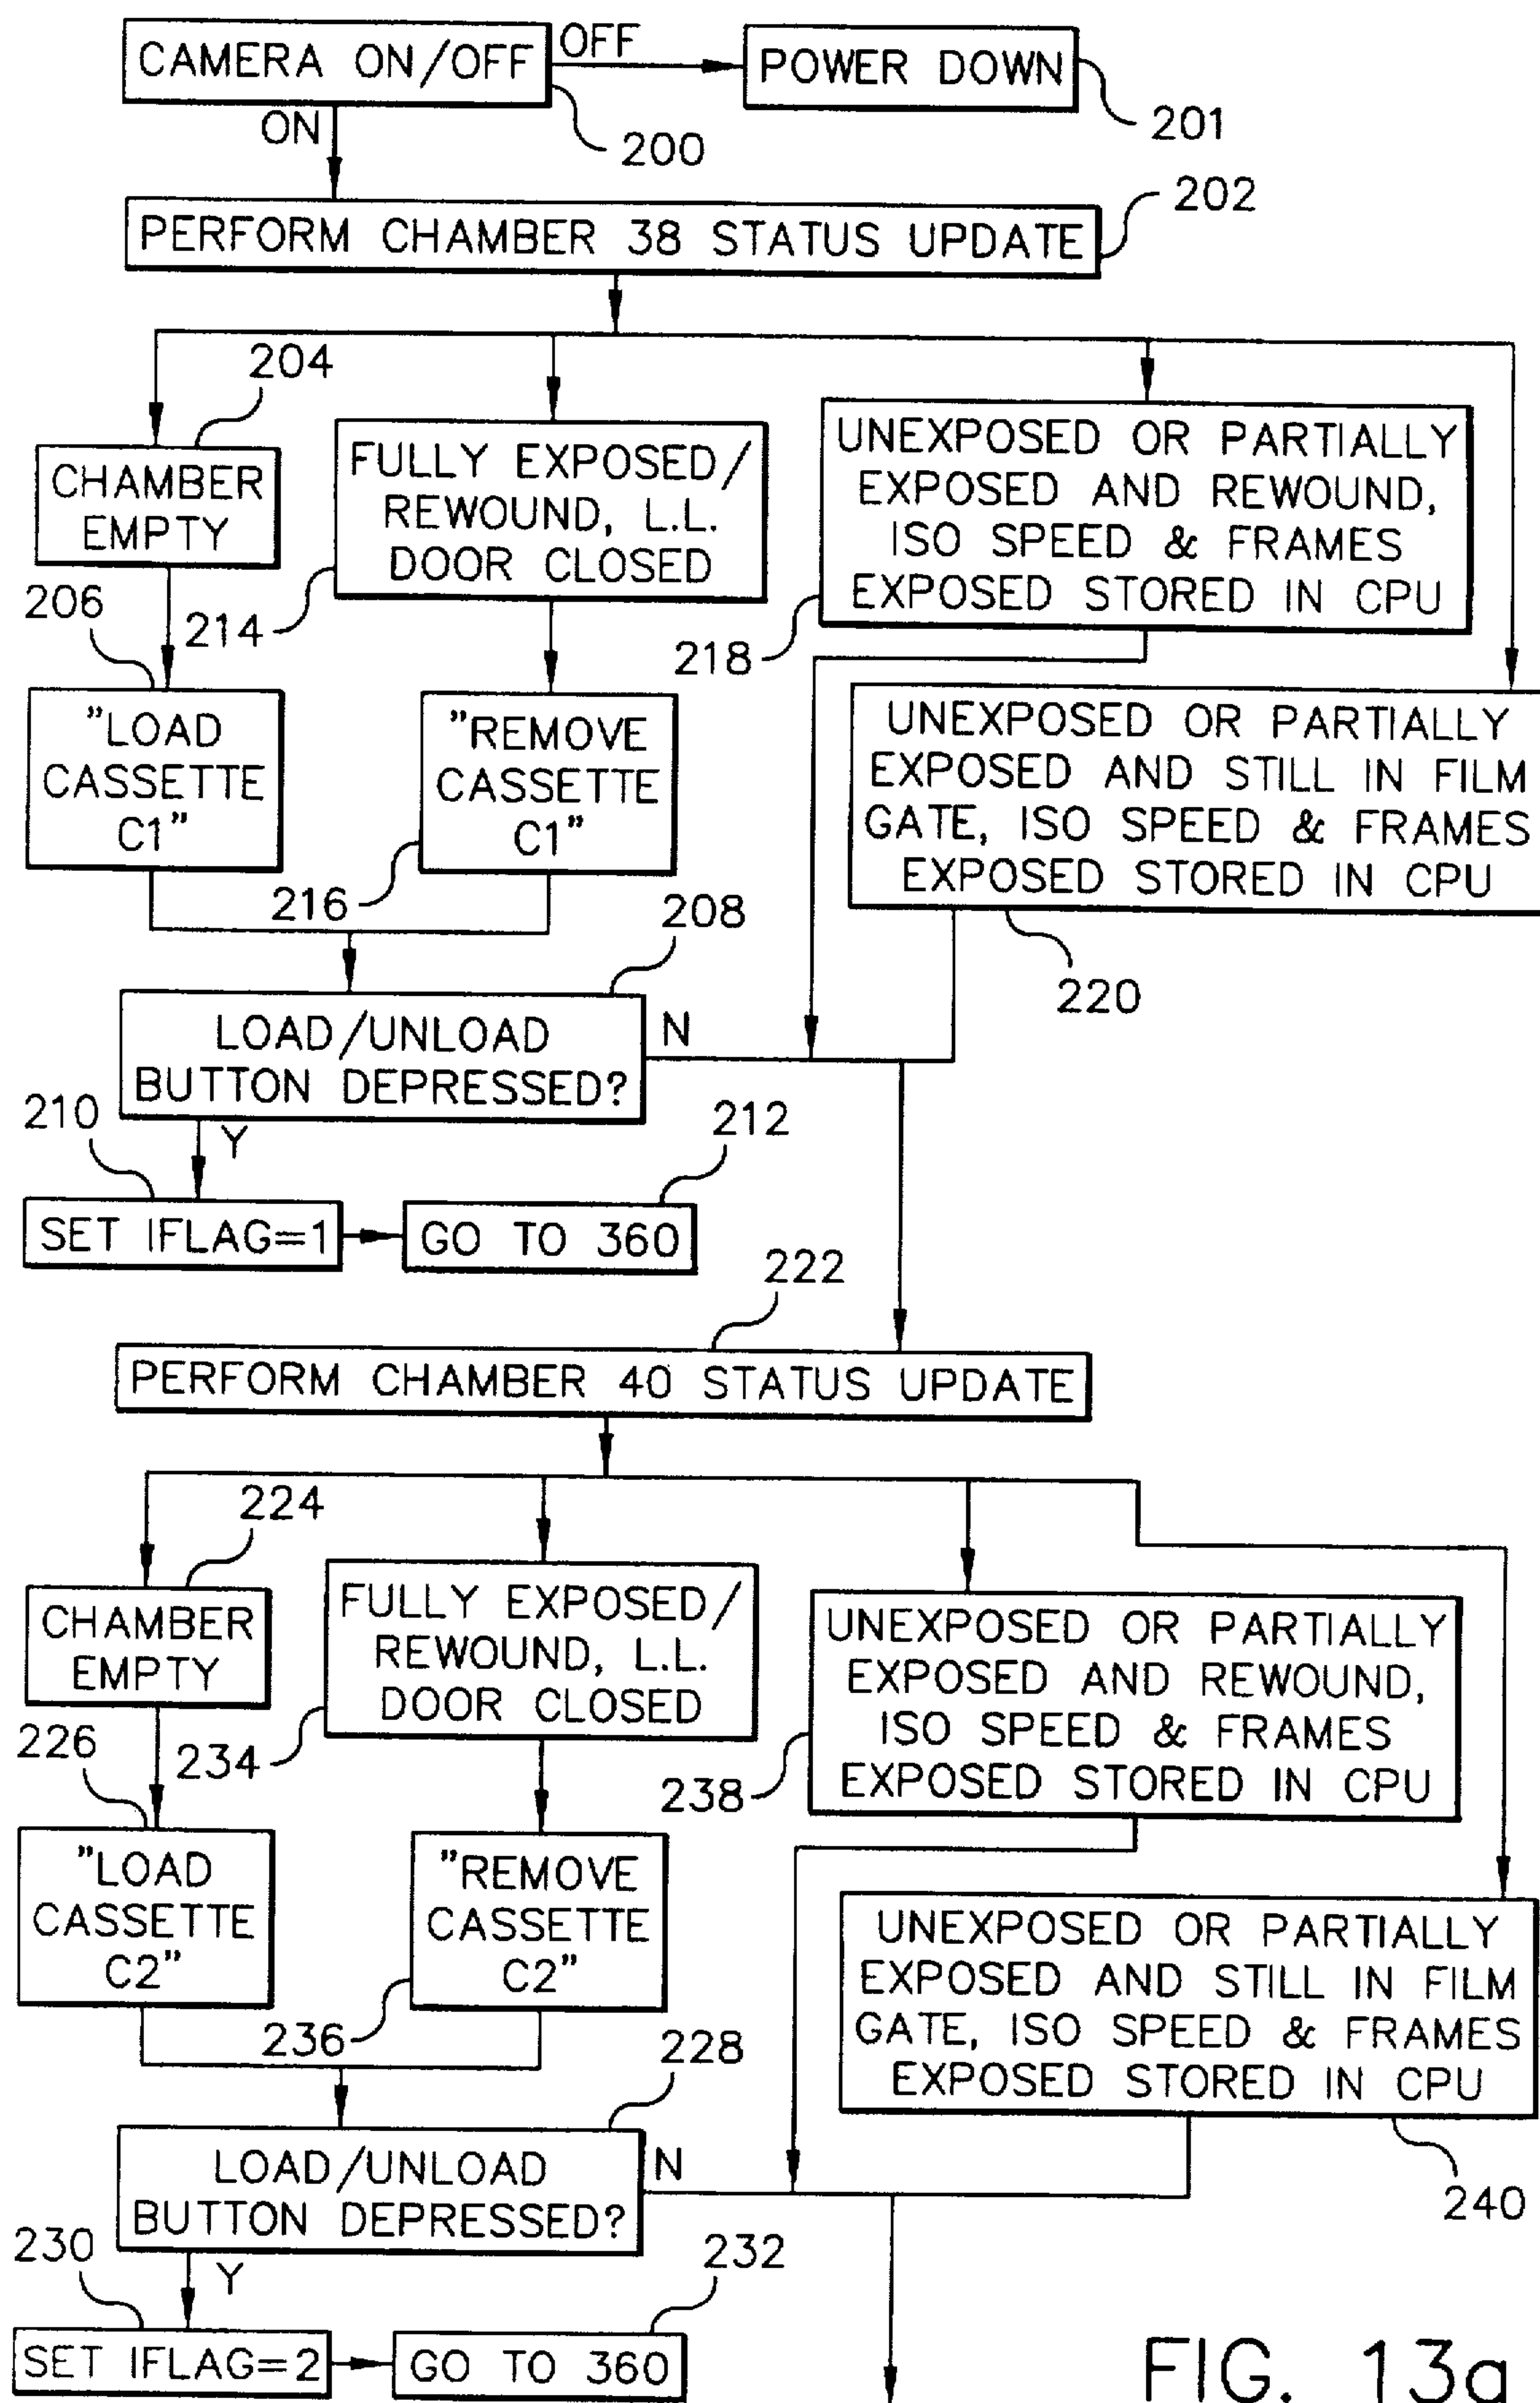 CAMERA ON/OFF
OFF
POWER DOWN
201
ON
200
202
PERFORM CHAMBER 38 STATUS UPDATE
204
CHAMBER
EMPTY
FULLY EXPOSED/
REWOUND, L.L.
DOOR CLOSED
UNEXPOSED OR PARTIALLY
EXPOSED AND REWOUND,
ISO SPEED & FRAMES
EXPOSED STORED IN CPU
206
214
218
"LOAD
CASSETTE
C1"
"REMOVE
CASSETTE
C1"
UNEXPOSED OR PARTIALLY
EXPOSED AND STILL IN FILM
GATE, ISO SPEED & FRAMES
EXPOSED STORED IN CPU
216
208
220
LOAD/UNLOAD
BUTTON DEPRESSED?
N
210
Y
212
SET IFLAG=1
GO TO 360
222
PERFORM CHAMBER 40 STATUS UPDATE
224
CHAMBER
EMPTY
FULLY EXPOSED/
REWOUND, L.L.
DOOR CLOSED
UNEXPOSED OR PARTIALLY
EXPOSED AND REWOUND,
ISO SPEED & FRAMES
EXPOSED STORED IN CPU
226
234
238
"LOAD
CASSETTE
C2"
"REMOVE
CASSETTE
C2"
UNEXPOSED OR PARTIALLY
EXPOSED AND STILL IN FILM
GATE, ISO SPEED & FRAMES
EXPOSED STORED IN CPU
236
228
240
LOAD/UNLOAD
BUTTON DEPRESSED?
N
230
Y
232
SET IFLAG=2
GO TO 360
FIG. 13a